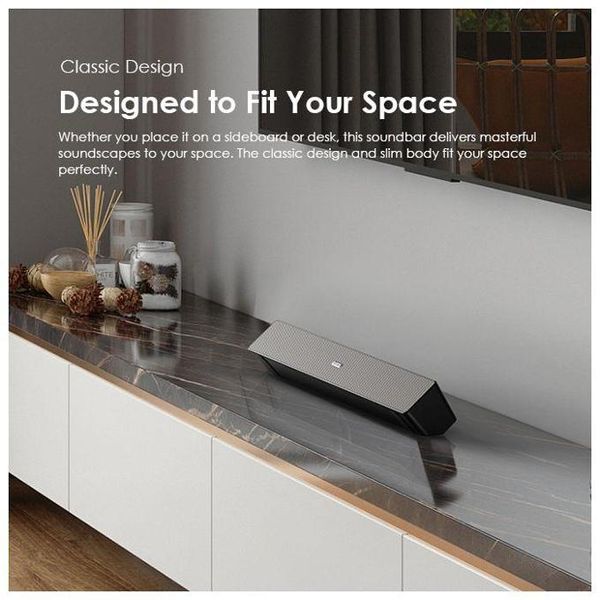 Classic Design
Designed to Fit Your Space
Whether you place it on a sideboard or desk, this soundbar delivers masterful
soundscapes to your space. The classic design and slim body fit your space
perfectly.
WHITE